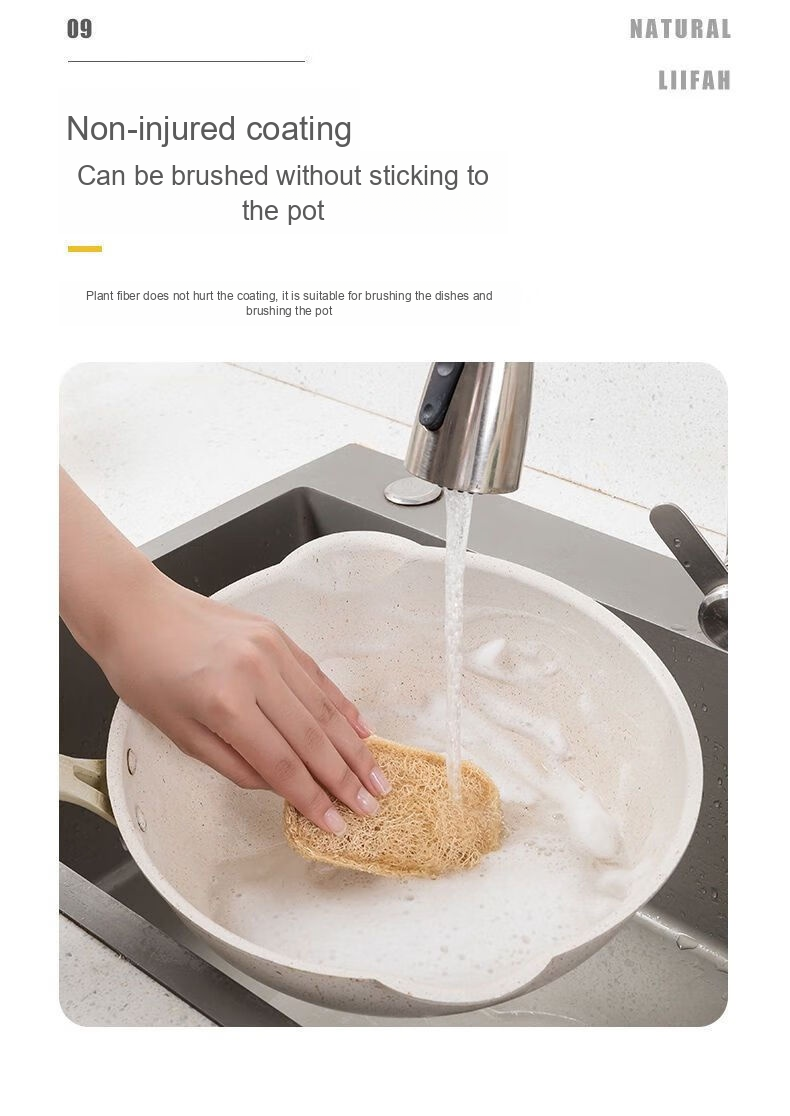 09
NATURAL
LIIFAH
Non-injured coating
Can be brushed without sticking to
the pot
Plant fiber does not hurt the coating, it is suitable for brushing the dishes and
brushing the pot